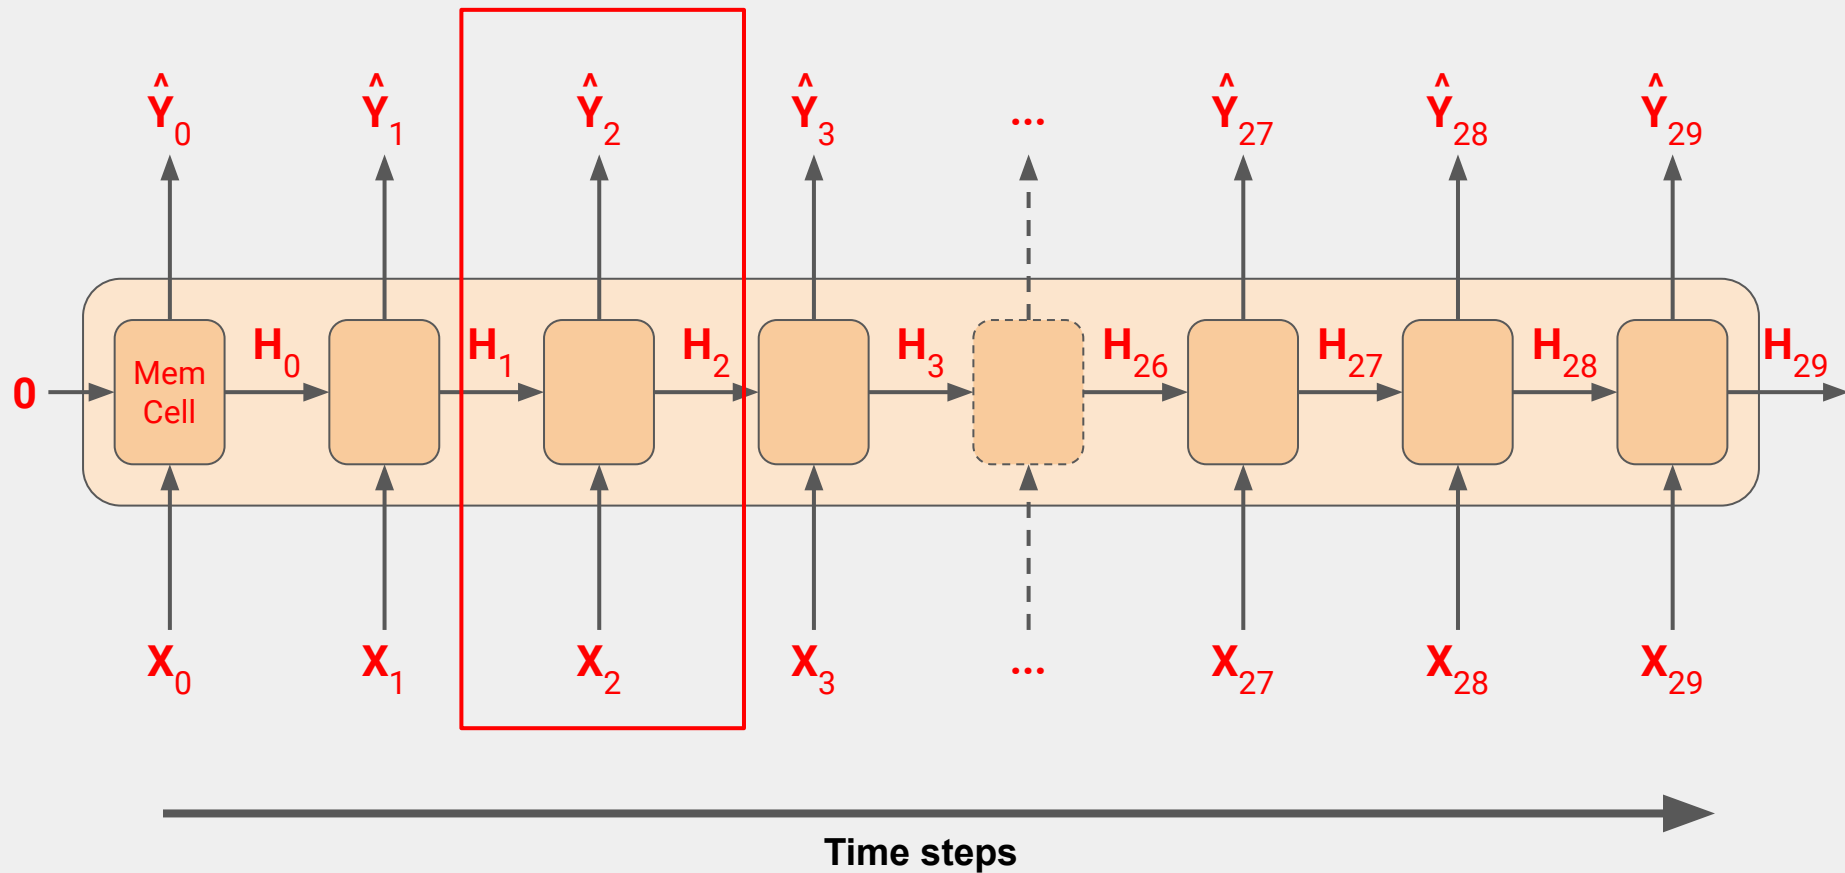 Ŷ0 Ŷ1 Ŷ2 Ŷ3 ... Ŷ27 Ŷ28 Ŷ29
H0 H1 H2 H3 H26 H27 H28 H29
0
Mem
Cell
X0 X1 X2 X3 ... X27 X28 X29
Time steps